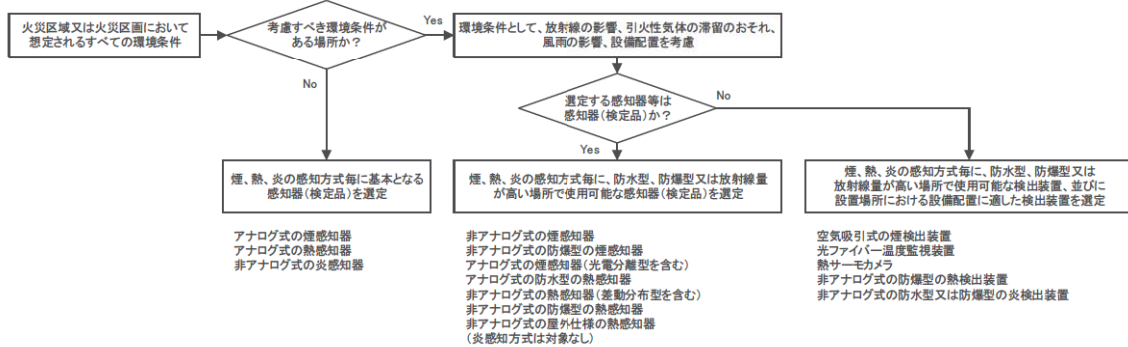 火災区域又は火災区画において
想定されるすべての環境条件
考慮すべき環境条件が
ある場所か?
Yes
環境条件として、放射線の影響、引火性気体の滞留のおそれ、
風雨の影響、設備配置を考慮
No
選定する感知器等は
感知器(検定品)か?
No
Yes
煙、熱、炎の感知方式毎に基本となる
感知器(検定品)を選定
煙、熱、炎の感知方式毎に、防水型、防爆型又は放射線量
が高い場所で使用可能な感知器(検定品)を選定
煙、熱、炎の感知方式毎に、防水型、防爆型又は
放射線量が高い場所で使用可能な検出装置、並びに
設置場所における設備配置に適した検出装置を選定
アナログ式の煙感知器
アナログ式の熱感知器
非アナログ式の炎感知器
非アナログ式の煙感知器
非アナログ式の防爆型の煙感知器
アナログ式の煙感知器(光電分離型を含む)
アナログ式の防水型の熱感知器
非アナログ式の熱感知器(差動分布型を含む)
非アナログ式の防爆型の熱感知器
非アナログ式の屋外仕様の熱感知器
(炎感知方式は対象なし)
空気吸引式の煙検出装置
光ファイバー温度監視装置
熱サーモカメラ
非アナログ式の防爆型の熱検出装置
非アナログ式の防水型又は防爆型の炎検出装置